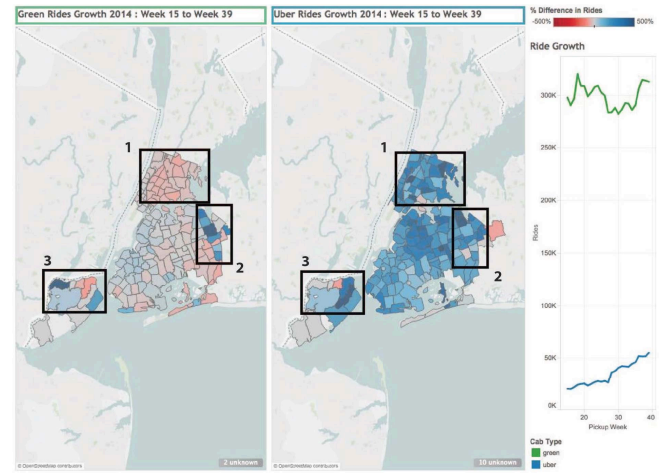 Green Rides Growth 2014 : Week 15 to Week 39
Uber Rides Growth 2014 : Week 15 to Week 39
% Difference in Rides
-500% 500%
Ride Growth
1
2
3
© OpenStreetMap contributors
2 unknown
1
2
3
© OpenStreetMap contributors
10 unknown
300K
250K
200K
150K
100K
50K
0K
Rides
20 30 40
Pickup Week
Cab Type
green
uber